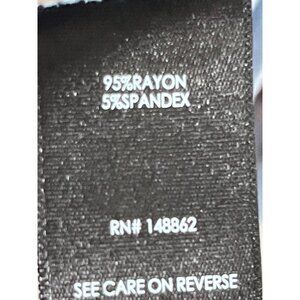 95%RAYON
5%SPANDEX
RN# 148862
SEE CARE ON REVERSE